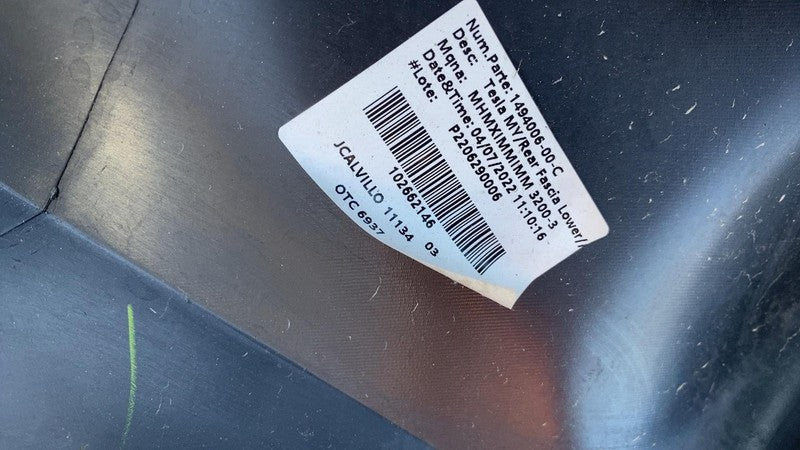 Num.Parte: 1494006-00-C
Desc: Tesla MY/Rear Fascia Lower/
Mqna: MHMXIMMIMM 3200-3
Date&Time: 04/07/2022 11:10:16
#Lote: P2206290006
102662146
JCALVILLO 11134 03
OTC 6937